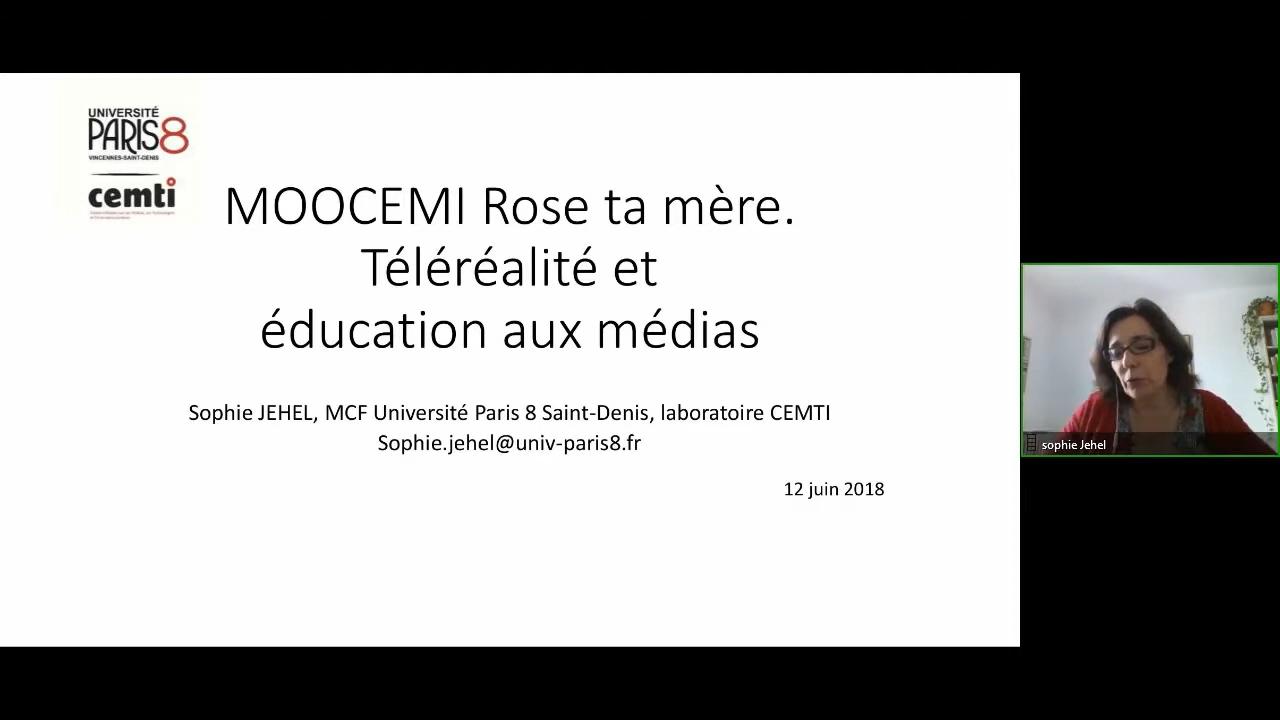 UNIVERSITÉ
PARIS8
VINCENNES-SAINT-DENIS
cemti
MOOCEMI Rose ta mère.
Téléréalité et
éducation aux médias
Sophie JEHEL, MCF Université Paris 8 Saint-Denis, laboratoire CEMTI
Sophie.jehel@univ-paris8.fr
12 juin 2018
sophie Jehel